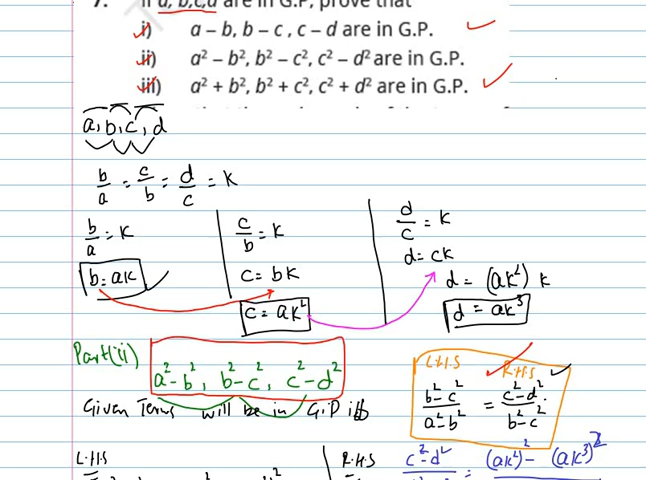 7. If a, b,c,d are in G.P, prove that
i) a – b, b – c , c – d are in G.P.
ii) a² – b², b² – c², c² – d² are in G.P.
iii) a² + b², b² + c², c² + d² are in G.P.
a, b, c, d
b/a = c/b = d/c = K
b/a = K
b = aK
c/b = K
c = bK
c = aK²
d/c = K
d = cK
d = (aK²) K
d = aK³
Part(ii) a²-b², b²-c², c²-d²
Given Terms will be in G.P iff
L.H.S R.H.S
b²-c²/a²-b² = c²-d²/b²-c²
L.H.S
R.H.S c²-d² = (aK²)² - (aK³)²